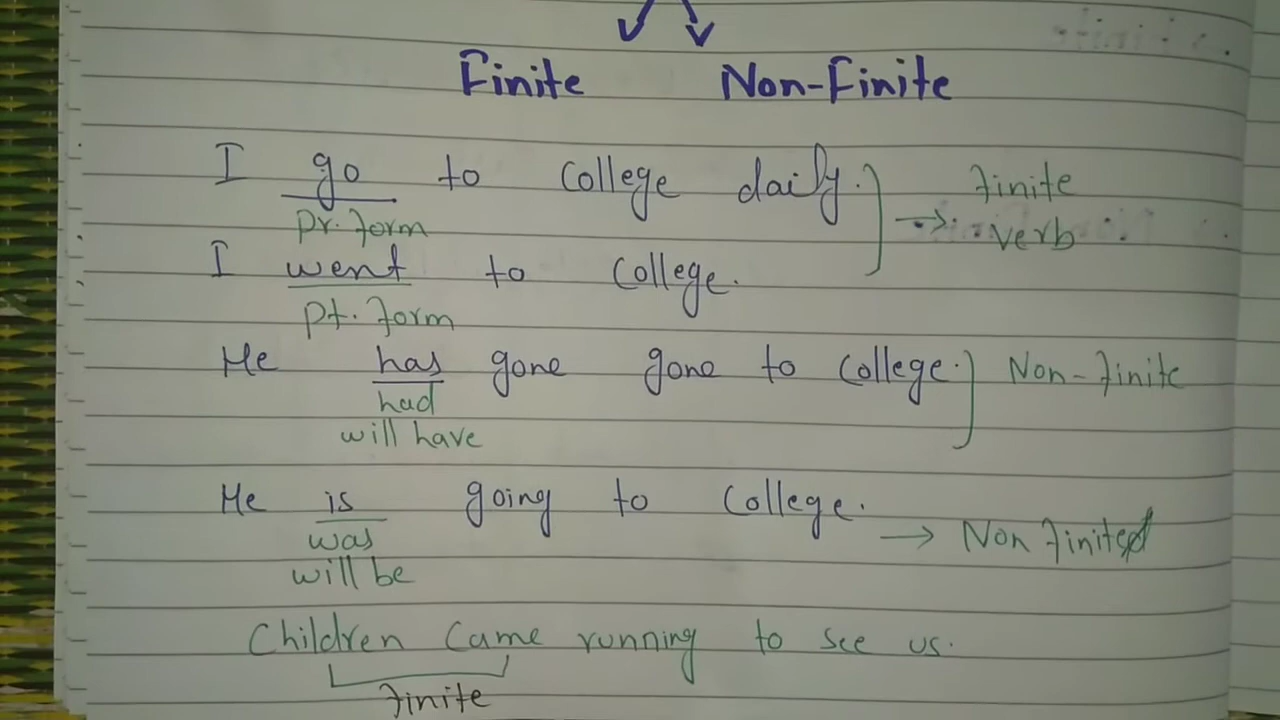 Finite Non-Finite
I go to College daily. → finite
verb
pr. form
I went to College.
pt. form
He has gone gone to College. Non-finite
had
will have
He is going to College. → Non finite
was
will be
Children Came running to see us.
finite